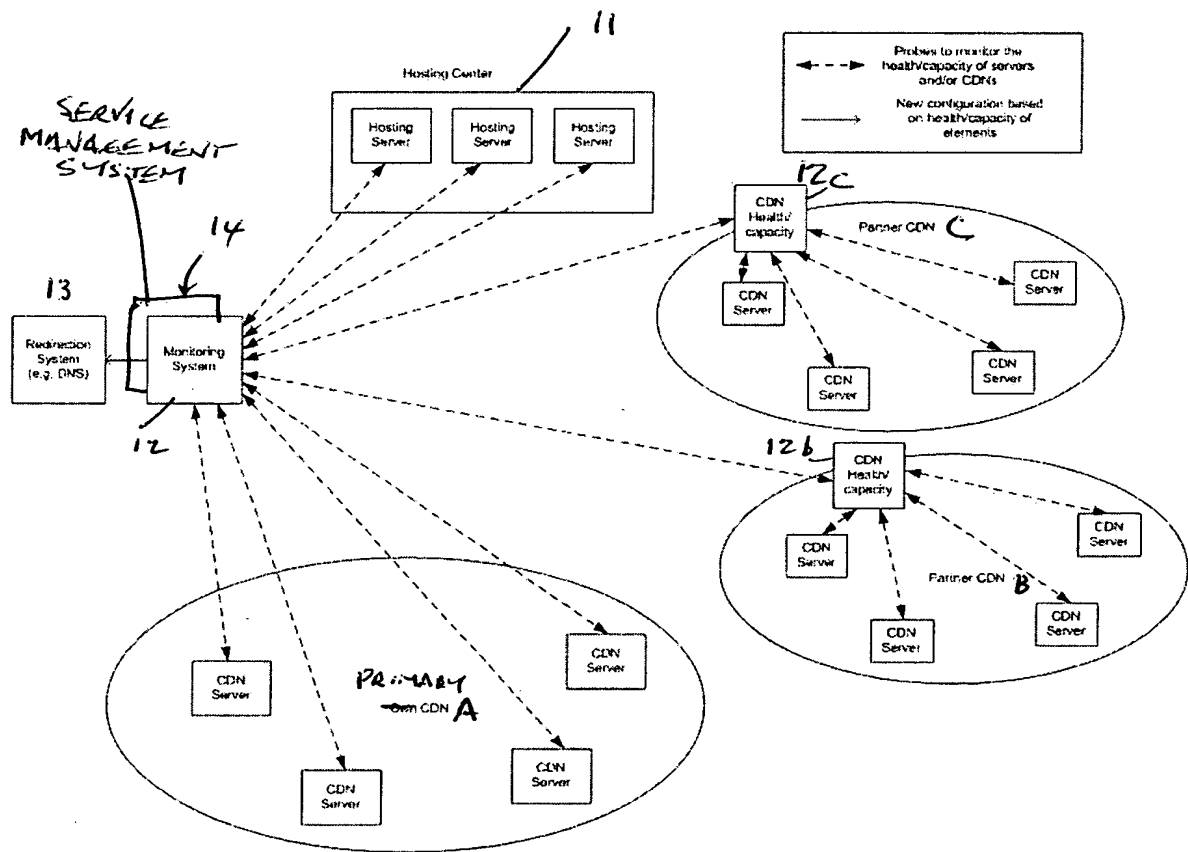 11
Hosting Center
Hosting
Server
Hosting
Server
Hosting
Server
Probes to monitor the
health/capacity of servers
and/or CDNs
New configuration based
on health/capacity of
elements
SERVICE
MANAGEMENT
SYSTEM
14
13
Redirection
System
(e.g. DNS)
Monitoring
System
12
12c
CDN
Health/
capacity
Partner CDN C
CDN
Server
CDN
Server
CDN
Server
CDN
Server
12b
CDN
Health/
capacity
CDN
Server
CDN
Server
Partner CDN B
CDN
Server
CDN
Server
CDN
Server
CDN
Server
PRIMARY
Own CDN A
CDN
Server
CDN
Server